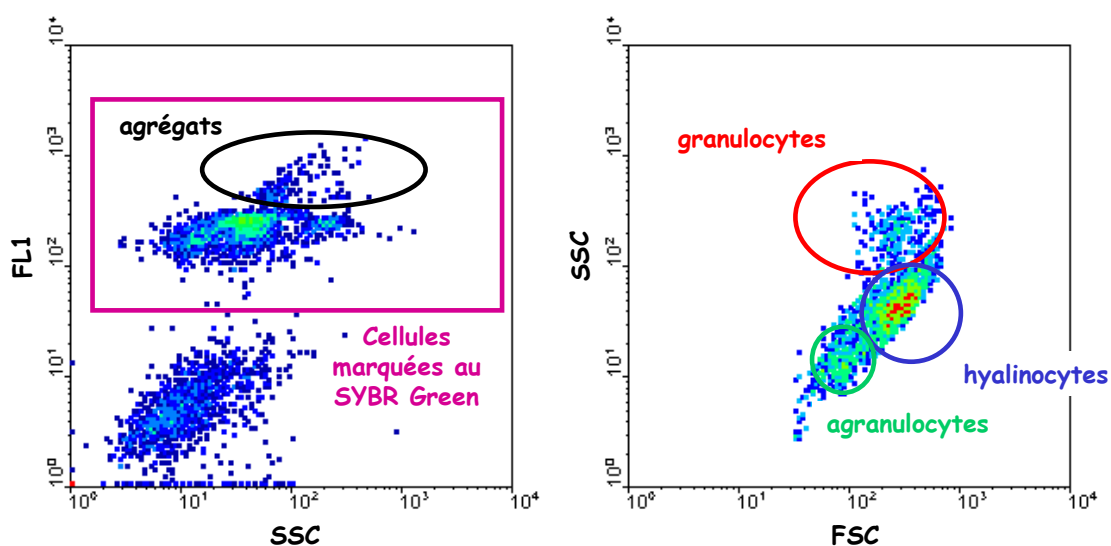 10⁴
10³
10²
10¹
10⁰
FL1
agrégats
Cellules
marquées au
SYBR Green
10⁰ 10¹ 10² 10³ 10⁴
SSC
10⁴
10³
10²
10¹
10⁰
SSC
granulocytes
hyalinocytes
agranulocytes
10⁰ 10¹ 10² 10³ 10⁴
FSC